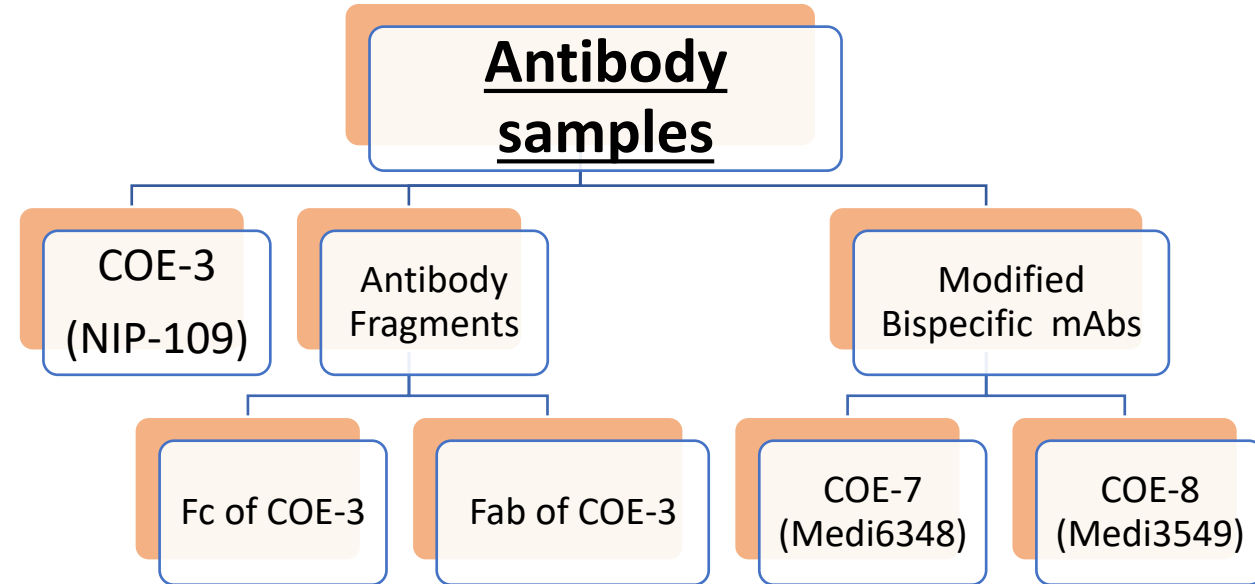 Antibody
samples
COE-3
(NIP-109)
Antibody
Fragments
Modified
Bispecific mAbs
Fc of COE-3
Fab of COE-3
COE-7
(Medi6348)
COE-8
(Medi3549)